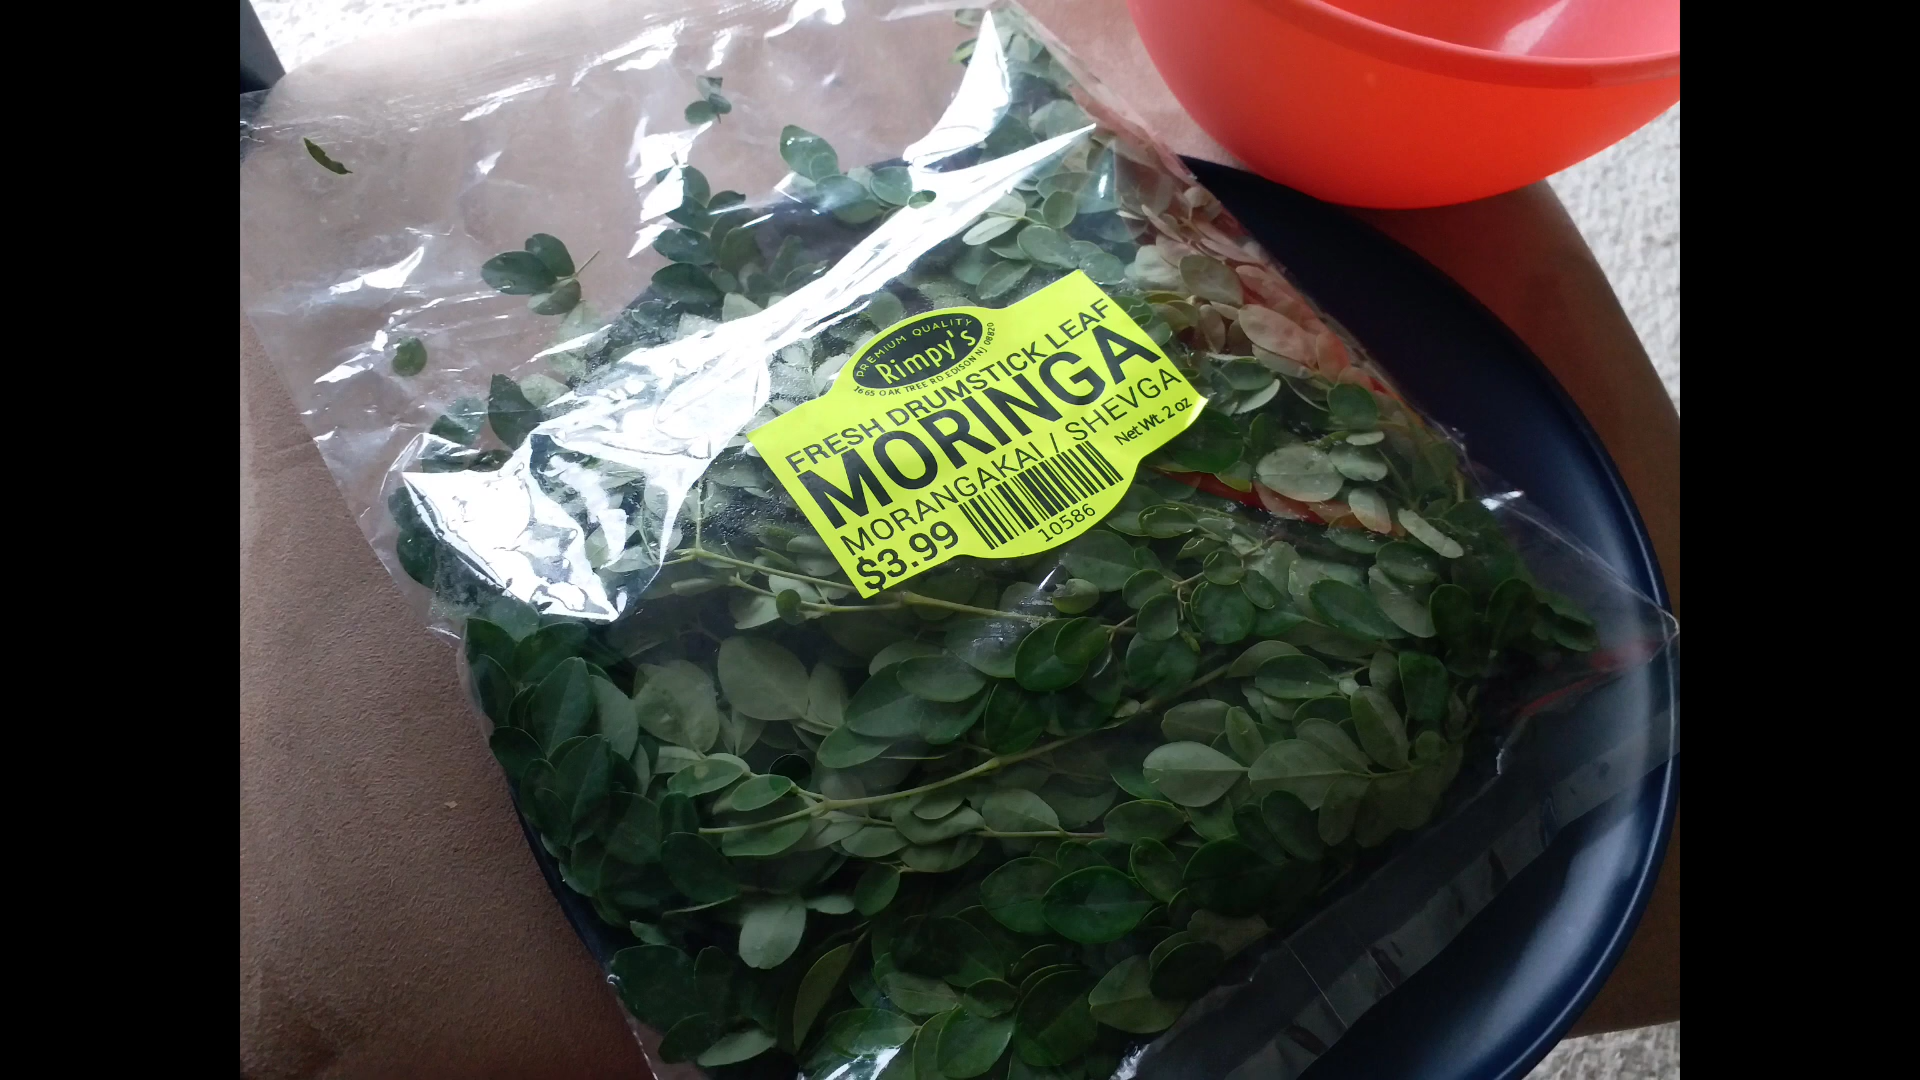 PREMIUM QUALITY
Rimpy's
1665 OAK TREE RD EDISON NJ 08820
FRESH DRUMSTICK LEAF
MORINGA
MORANGAKAI / SHEVGA
Net Wt. 2 oz
$3.99
10586